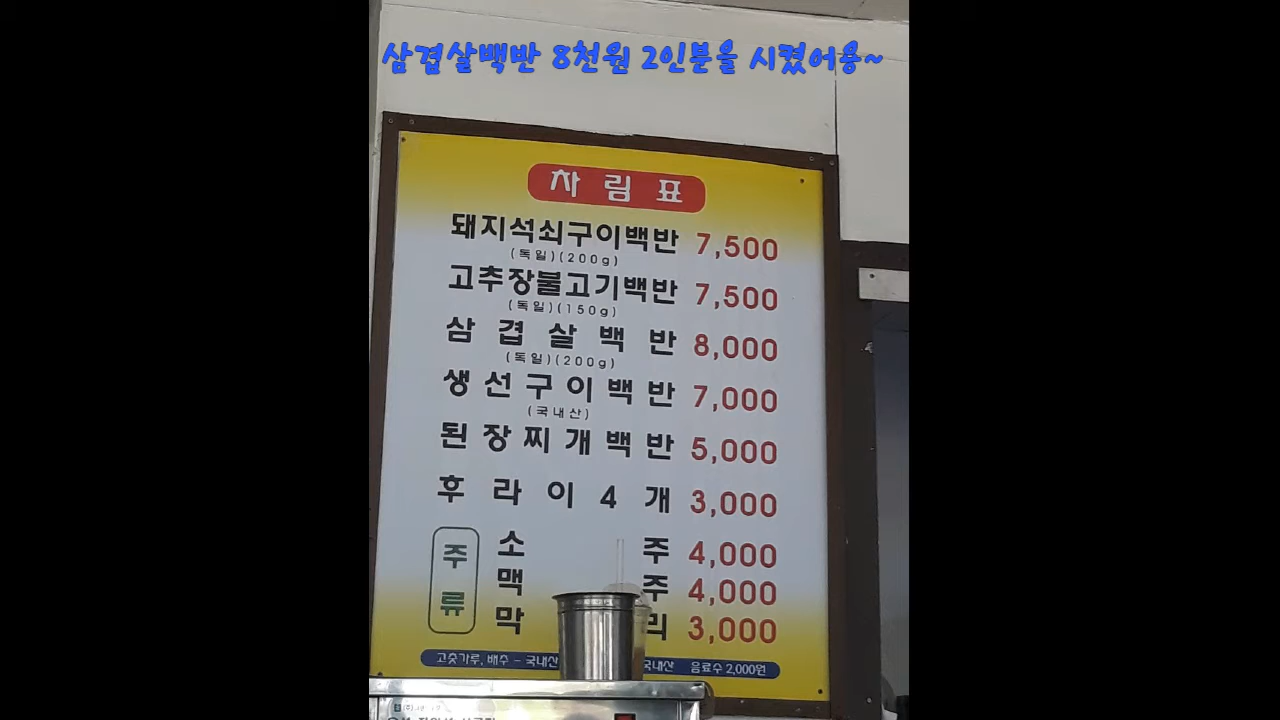 삼겹살백반 8천원 2인분을 시켰어용~
차림표
돼지석쇠구이백반 7,500
(독일)(200g)
고추장불고기백반 7,500
(독일)(150g)
삼겹살백반 8,000
(독일)(200g)
생선구이백반 7,000
(국내산)
된장찌개백반 5,000
후라이4개 3,000
주류
소주 4,000
맥주 4,000
막 리 3,000
고춧가루, 배추 - 국내산 국내산 음료수 2,000원